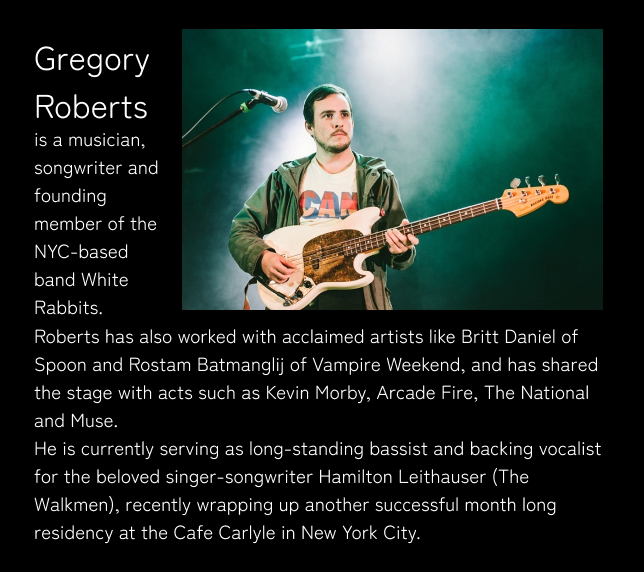 Gregory
Roberts
is a musician,
songwriter and
founding
member of the
NYC-based
band White
Rabbits.
CAN
Roberts has also worked with acclaimed artists like Britt Daniel of
Spoon and Rostam Batmanglij of Vampire Weekend, and has shared
the stage with acts such as Kevin Morby, Arcade Fire, The National
and Muse.
He is currently serving as long-standing bassist and backing vocalist
for the beloved singer-songwriter Hamilton Leithauser (The
Walkmen), recently wrapping up another successful month long
residency at the Cafe Carlyle in New York City.